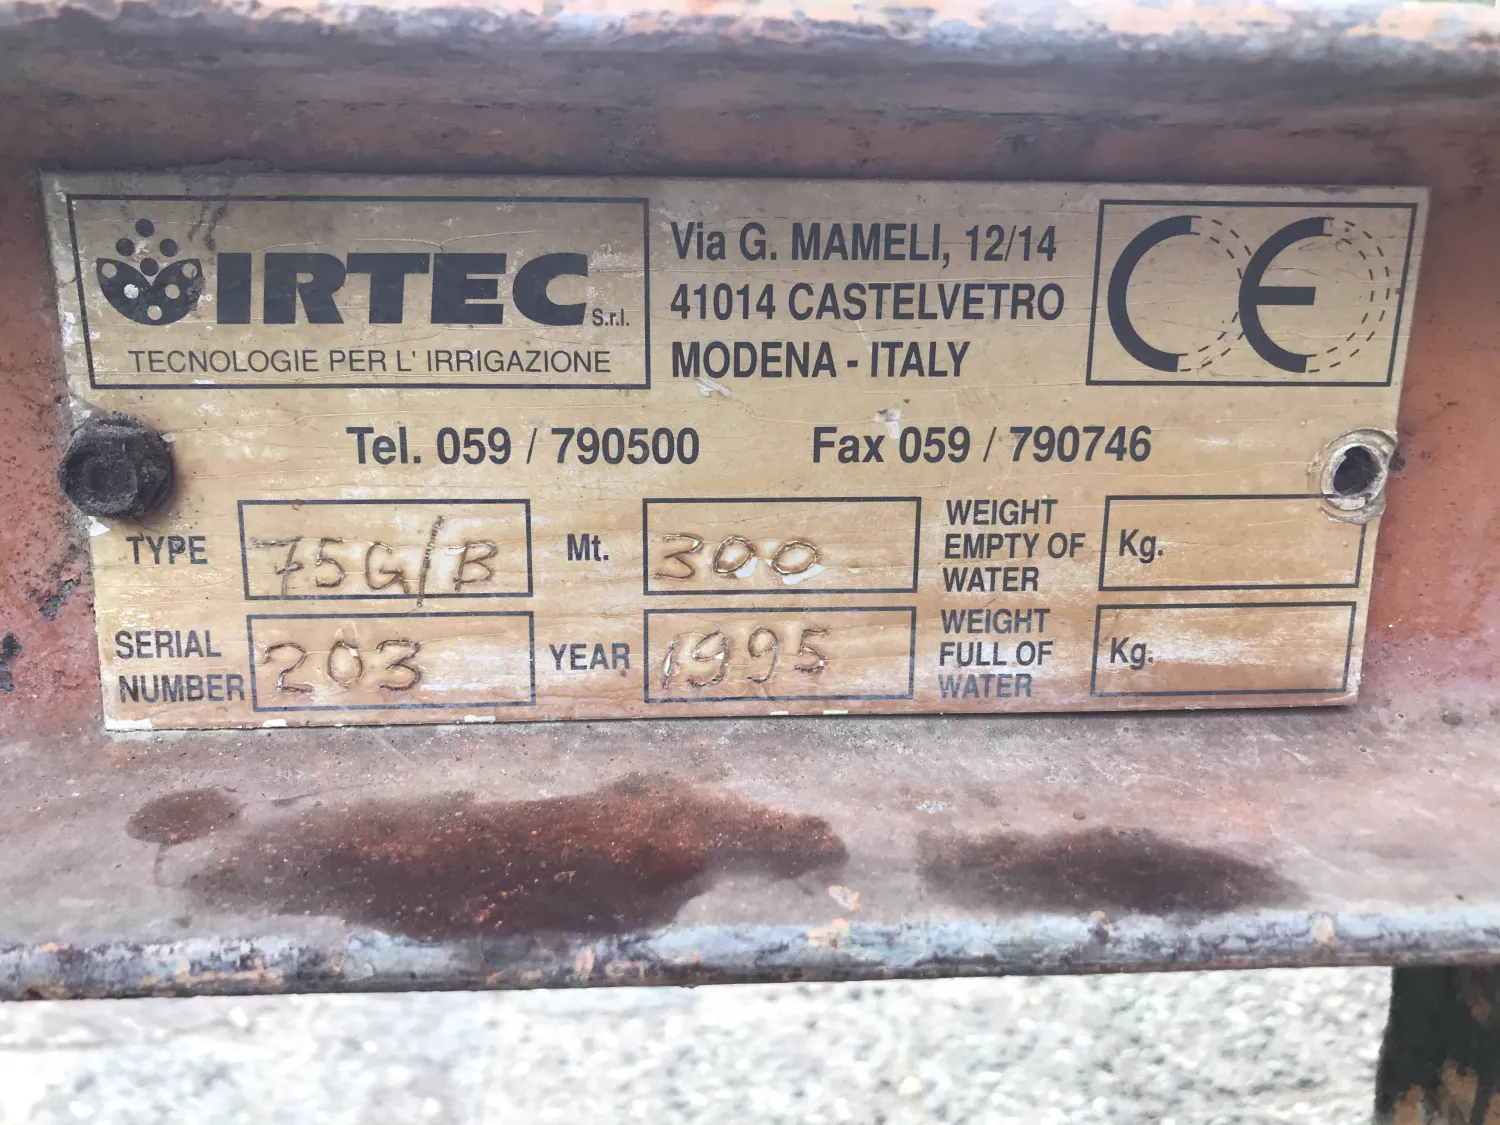 IRTEC S.r.l.
TECNOLOGIE PER L' IRRIGAZIONE
Via G. MAMELI, 12/14
41014 CASTELVETRO
MODENA - ITALY
CE
Tel. 059 / 790500 Fax 059 / 790746
TYPE 75G/B Mt. 300
WEIGHT
EMPTY OF
WATER
Kg.
SERIAL
NUMBER
203
YEAR 1995
WEIGHT
FULL OF
WATER
Kg.